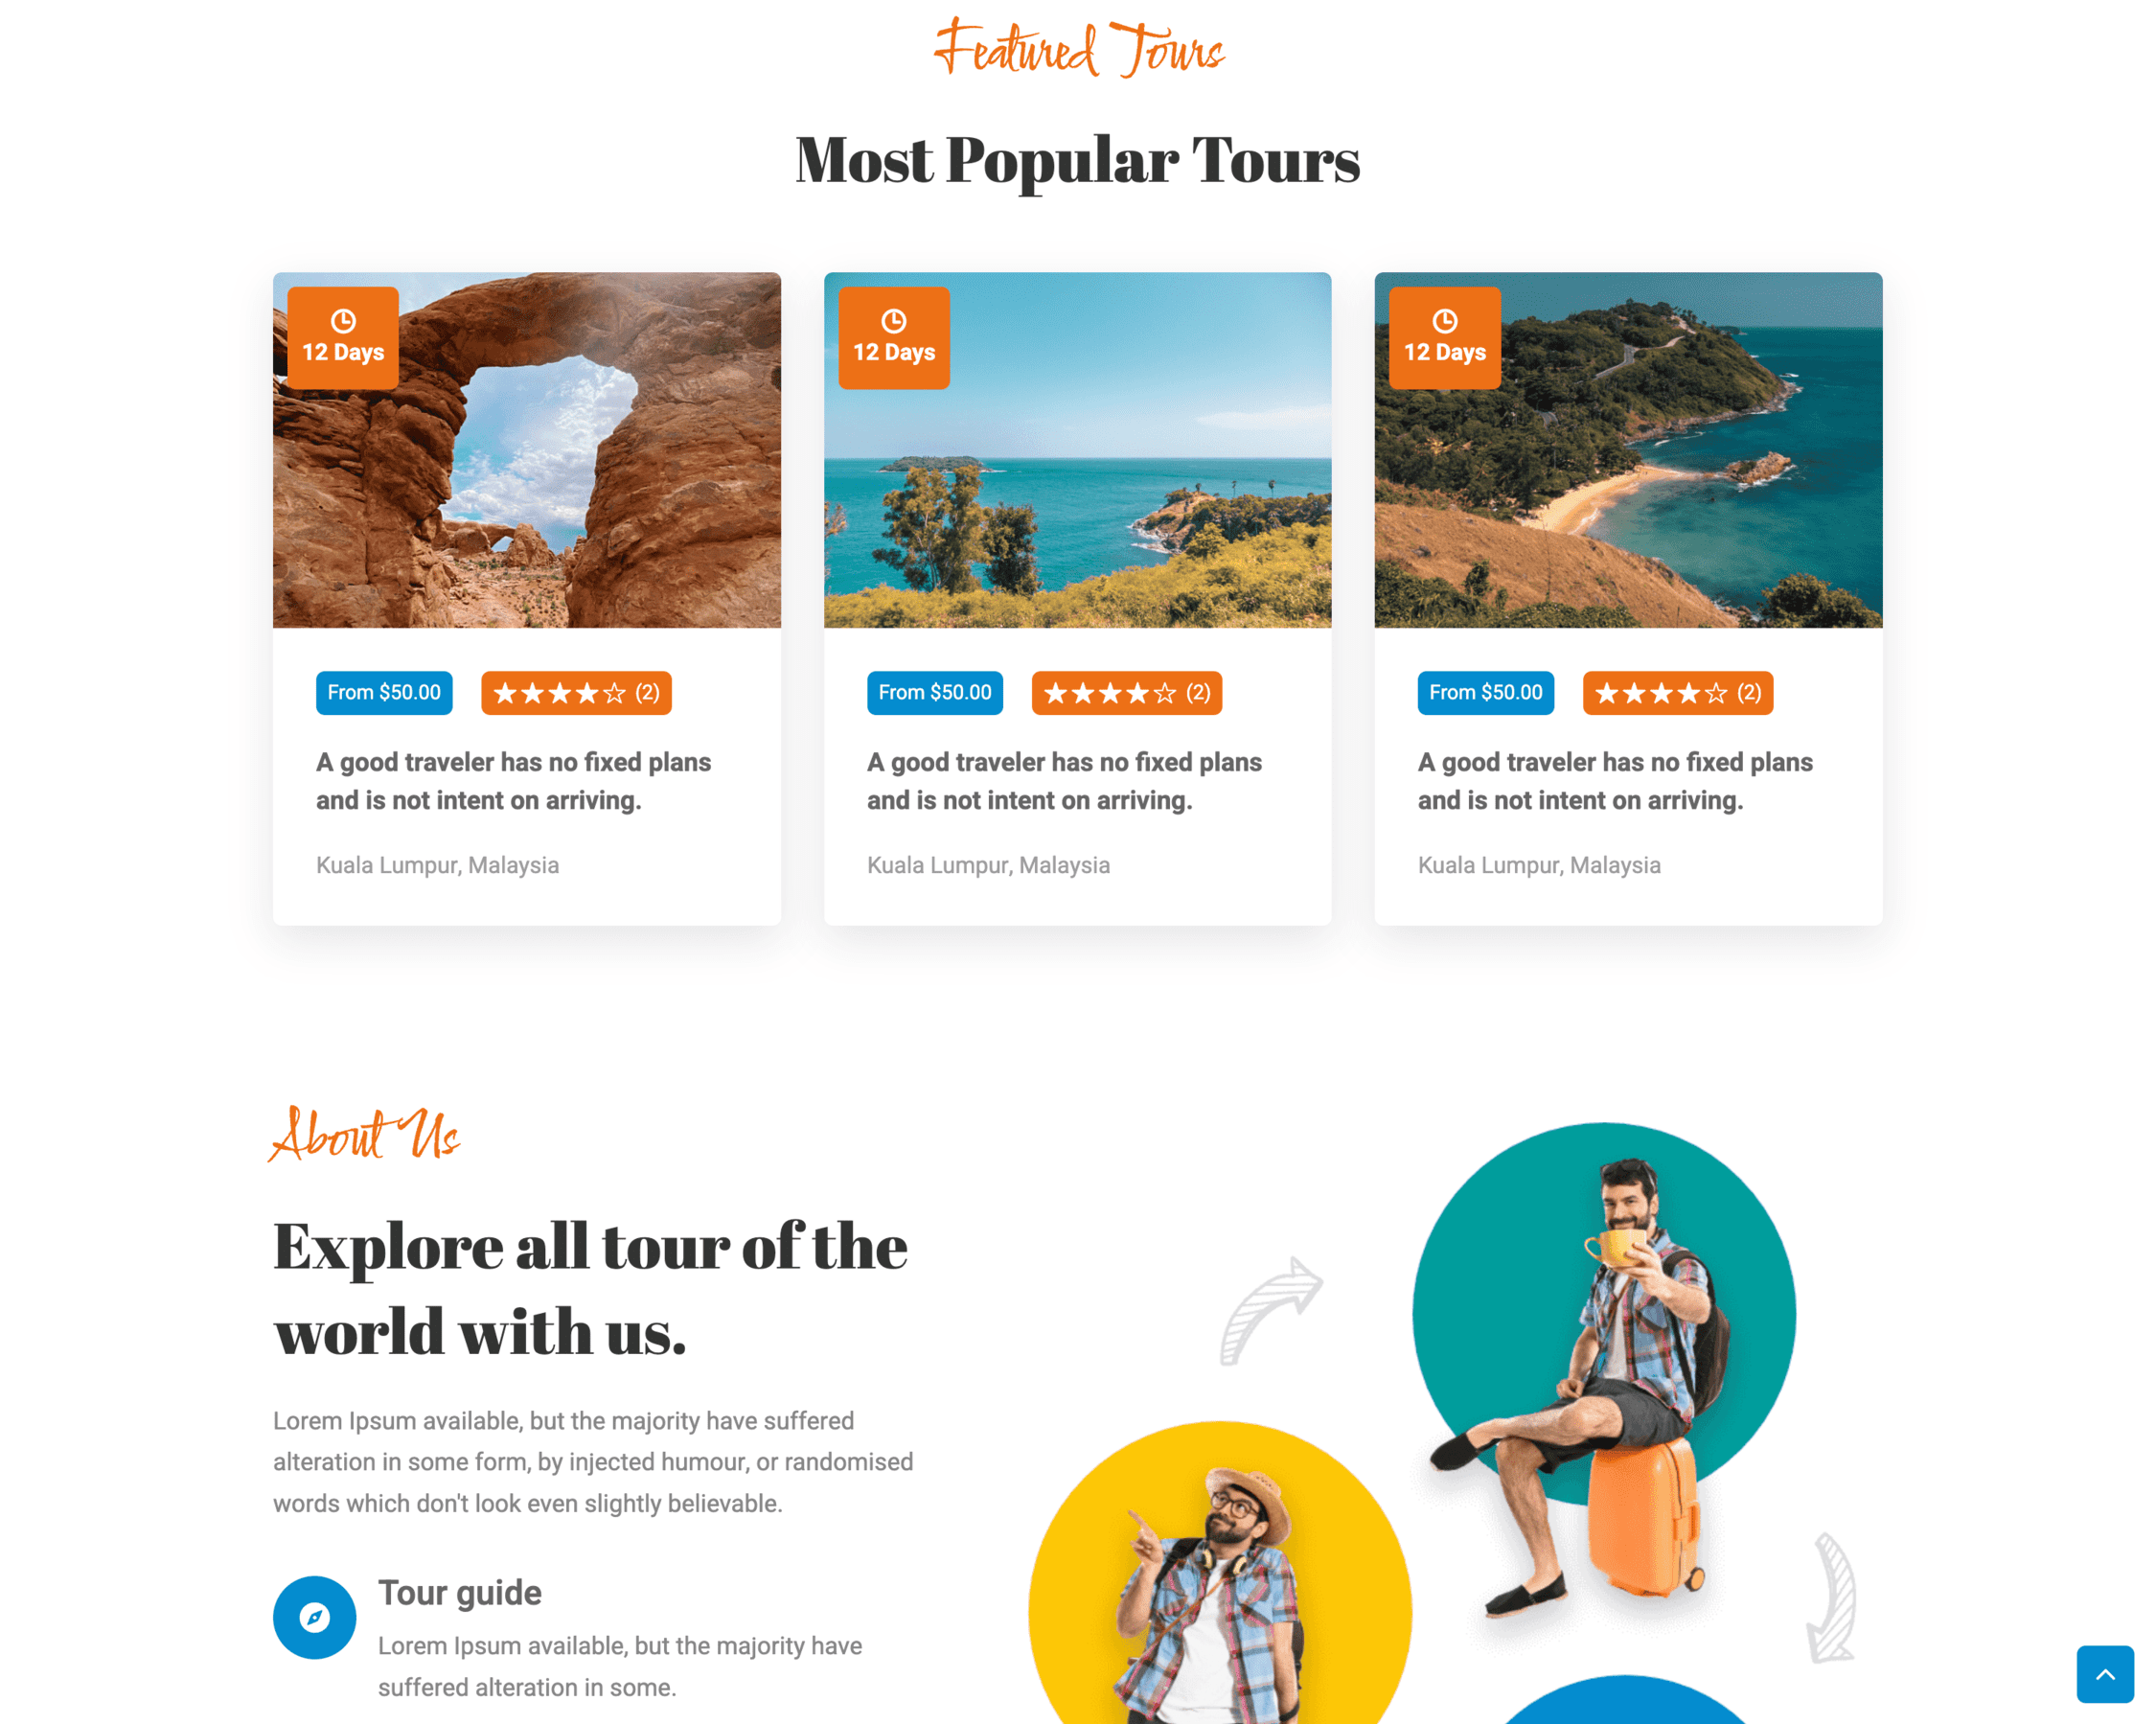 Featured Tours
Most Popular Tours
12 Days
12 Days
12 Days
From $50.00 ★★★★☆ (2)
A good traveler has no fixed plans
and is not intent on arriving.
Kuala Lumpur, Malaysia
From $50.00 ★★★★☆ (2)
A good traveler has no fixed plans
and is not intent on arriving.
Kuala Lumpur, Malaysia
From $50.00 ★★★★☆ (2)
A good traveler has no fixed plans
and is not intent on arriving.
Kuala Lumpur, Malaysia
About Us
Explore all tour of the
world with us.
Lorem Ipsum available, but the majority have suffered
alteration in some form, by injected humour, or randomised
words which don't look even slightly believable.
Tour guide
Lorem Ipsum available, but the majority have
suffered alteration in some.